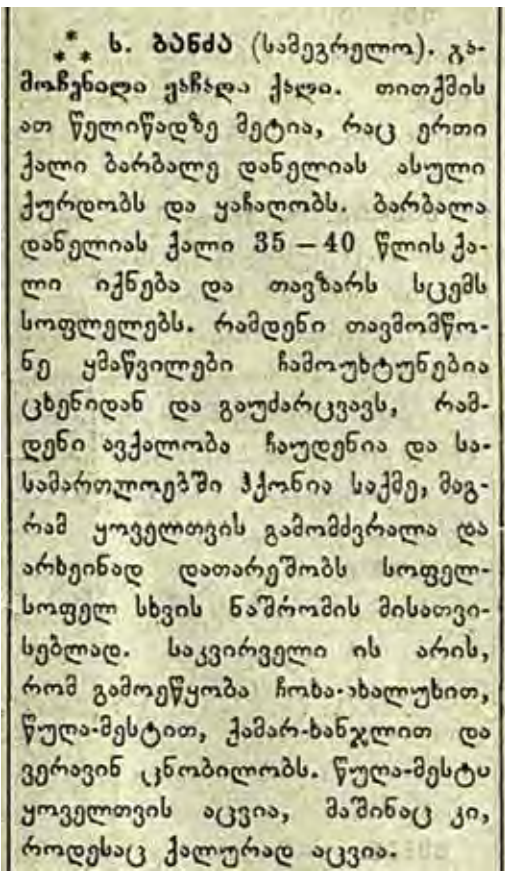 ⁂ ს. ბანძა (სამეგრელო). გა-
მოჩენილი ყაჩაღი ქალი. თითქმის
ათ წელიწადზე მეტია, რაც ერთი
ქალი ბარბალე დანელიას ასული
ქურდობს და ყაჩაღობს. ბარბალა
დანელიას ქალი 35 – 40 წლის ქა-
ლი იქნება და თავზარს სცემს
სოფლელებს. რამდენი თავმომწო-
ნე ყმაწვილები ჩამოუხტუნებია
ცხენიდან და გაუძარცვავს, რამ-
დენი ავქალობა ჩაუდენია და სა-
სამართლოებში ჰქონია საქმე, მაგ-
რამ ყოველთვის გამომძვრალა და
არხეინად დათარეშობს სოფელ-
სოფელ სხვის ნაშრომის მისათვი-
სებლად. საკვირველი ის არის,
რომ გამოეწყობა ჩოხა-ახალუხით,
წუღა-მესტით, ქამარ-ხანჯლით და
ვერავინ ცნობილობს. წუღა-მესტი
ყოველთვის აცვია, მაშინაც კი,
როდესაც ქალურად აცვია.